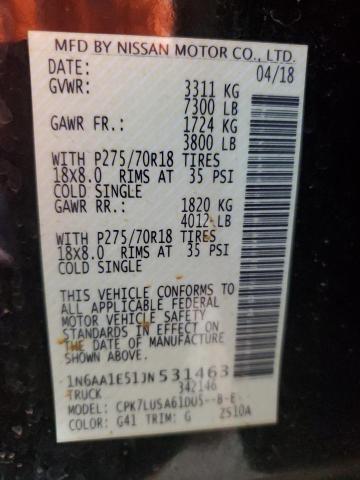 MFD BY NISSAN MOTOR CO., LTD.
DATE: 04/18
GVWR: 3311 KG
7300 LB
GAWR FR.: 1724 KG
3800 LB
WITH P275/70R18 TIRES
18X8.0 RIMS AT 35 PSI
COLD SINGLE
GAWR RR.: 1820 KG
4012 LB
WITH P275/70R18 TIRES
18X8.0 RIMS AT 35 PSI
COLD SINGLE
THIS VEHICLE CONFORMS TO
ALL APPLICABLE FEDERAL
MOTOR VEHICLE SAFETY
STANDARDS IN EFFECT ON
THE DATE OF MFR. SHOWN ABOVE
1N6AA1E51JN531463
TRUCK 342146
MODEL: CPK7LUSA61DU5--B-E
COLOR: G41 TRIM: G ZS10A